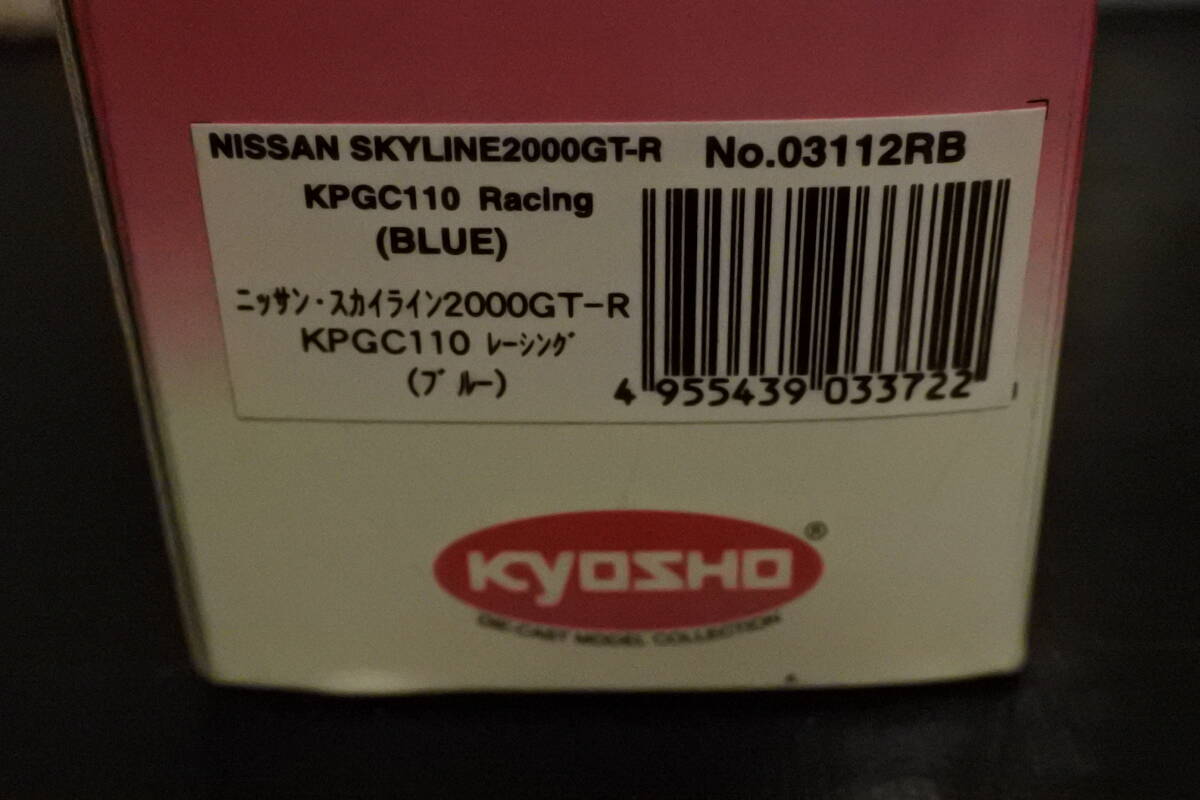 NISSAN SKYLINE2000GT-R No.03112RB
KPGC110 Racing
(BLUE)
ニッサン・スカイライン2000GT-R
KPGC110 レーシング
(ブルー)
4 955439 033722
KYOSHO®
DIE-CAST MODEL COLLECTION